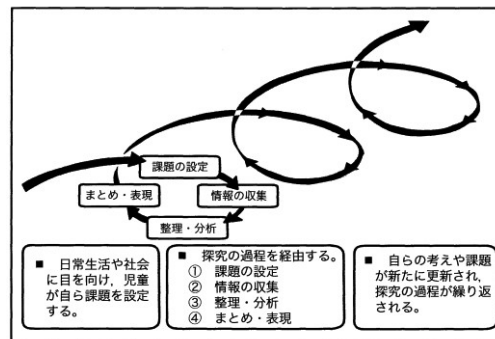 課題の設定
まとめ・表現
情報の収集
整理・分析
■ 日常生活や社会
に目を向け，児童
が自ら課題を設定
する。
■ 探究の過程を経由する。
① 課題の設定
② 情報の収集
③ 整理・分析
④ まとめ・表現
■ 自らの考えや課題
が新たに更新され，
探究の過程が繰り返
される。